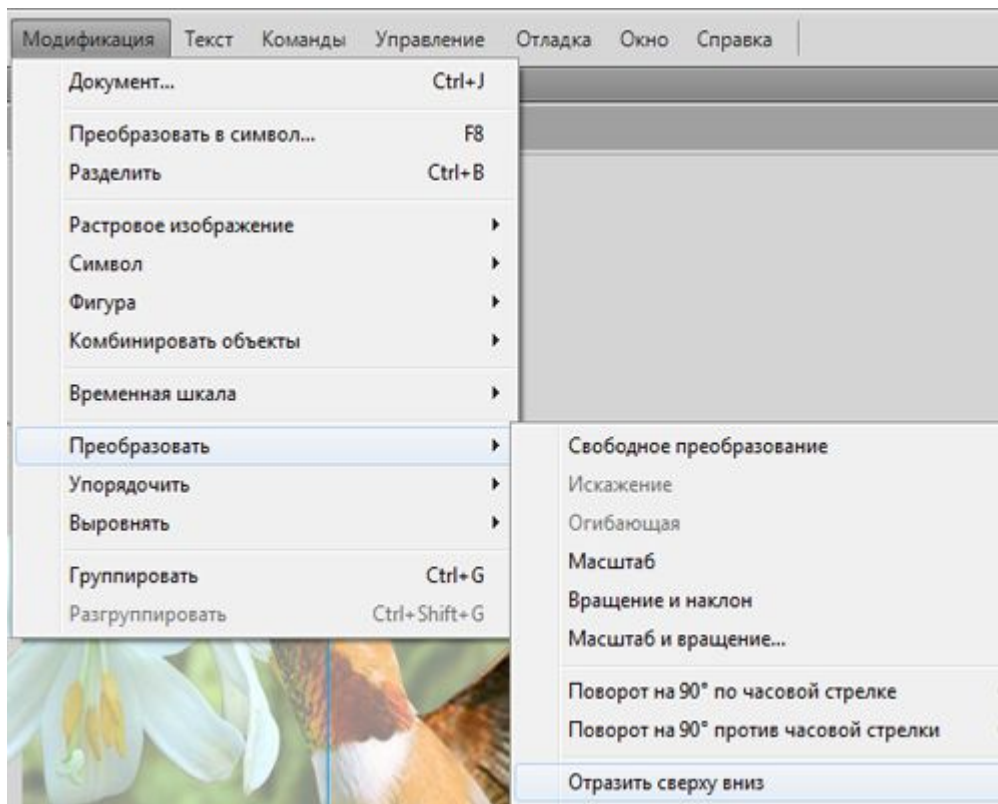 Модификация Текст Команды Управление Отладка Окно Справка
Документ... Ctrl+J
Преобразовать в символ... F8
Разделить Ctrl+B
Растровое изображение
Символ
Фигура
Комбинировать объекты
Временная шкала
Преобразовать
Упорядочить
Выровнять
Группировать Ctrl+G
Разгруппировать Ctrl+Shift+G
Свободное преобразование
Искажение
Огибающая
Масштаб
Вращение и наклон
Масштаб и вращение...
Поворот на 90° по часовой стрелке
Поворот на 90° против часовой стрелки
Отразить сверху вниз